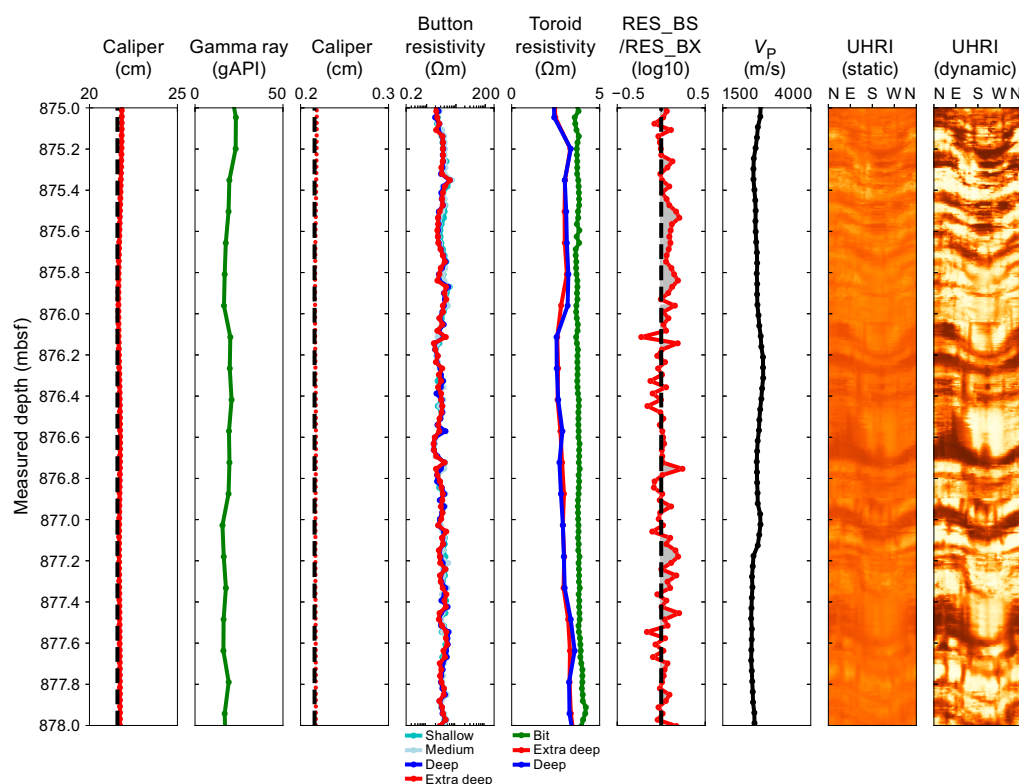 Caliper
(cm)
20 25
Gamma ray
(gAPI)
0 50
Caliper
(cm)
0.2 0.3
Button
resistivity
(Ωm)
0.2 200
Toroid
resistivity
(Ωm)
0 5
RES_BS
/RES_BX
(log10)
−0.5 0.5
VP
(m/s)
1500 4000
UHRI
(static)
N E S W N
UHRI
(dynamic)
N E S W N
Measured depth (mbsf)
875.0
875.2
875.4
875.6
875.8
876.0
876.2
876.4
876.6
876.8
877.0
877.2
877.4
877.6
877.8
878.0
Shallow
Medium
Deep
Extra deep
Bit
Extra deep
Deep